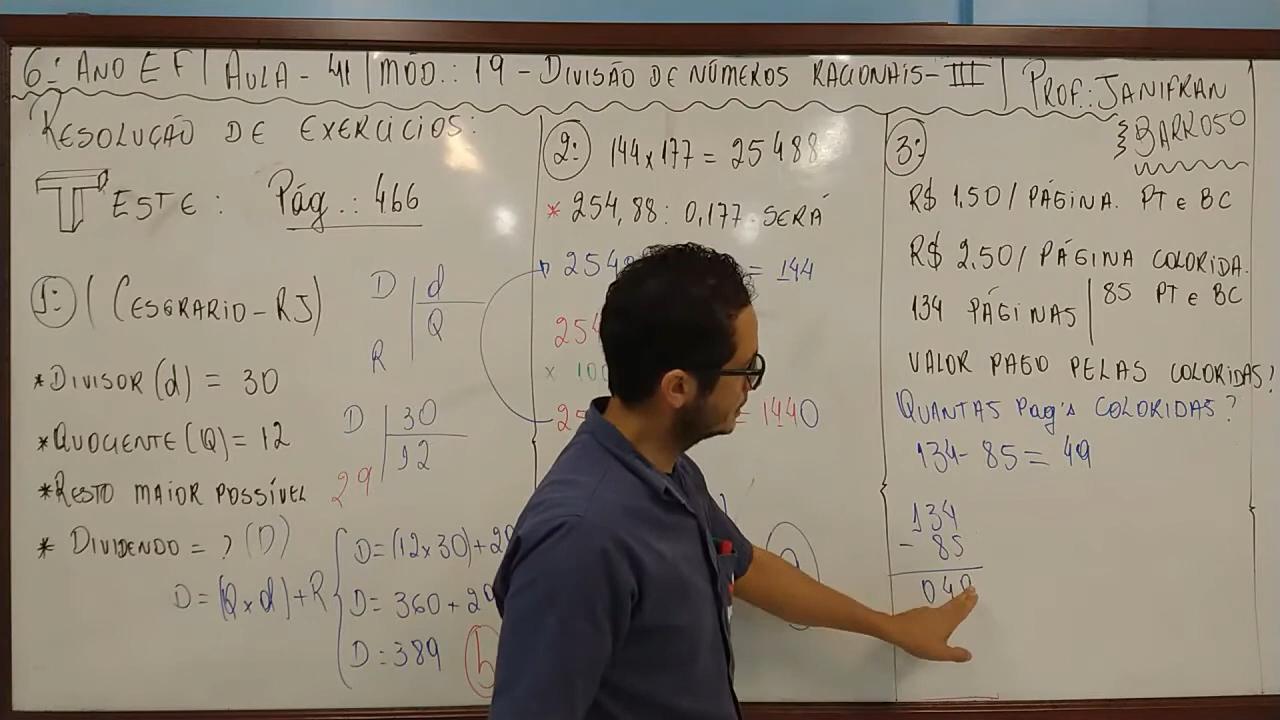 6º ANO EF | AULA - 41 | MÓD.: 19 - DIVISÃO DE NÚMEROS RACIONAIS - III | PROF.: JANIFRAN BARROSO
RESOLUÇÃO DE EXERCÍCIOS:
TESTE: Pág.: 466
1:) (CESGRARIO-RJ)
D | d
Q
R
* DIVISOR (d) = 30
* QUOCIENTE (Q) = 12
* RESTO MAIOR POSSÍVEL
* DIVIDENDO = ? (D)
D | 30
12
29
D = (Q x d) + R
D = (12 x 30) + 29
D = 360 + 29
D = 389
b
2:) 144 x 177 = 25488
* 254,88 : 0,177 SERÁ
= 144
x 100
= 1440
3:)
R$ 1,50 / PÁGINA PT e BC
R$ 2,50 / PÁGINA COLORIDA.
134 PÁGINAS | 85 PT e BC
VALOR PAGO PELAS COLORIDAS?
QUANTAS Pag's COLORIDAS?
134 - 85 = 49
134
- 85
049